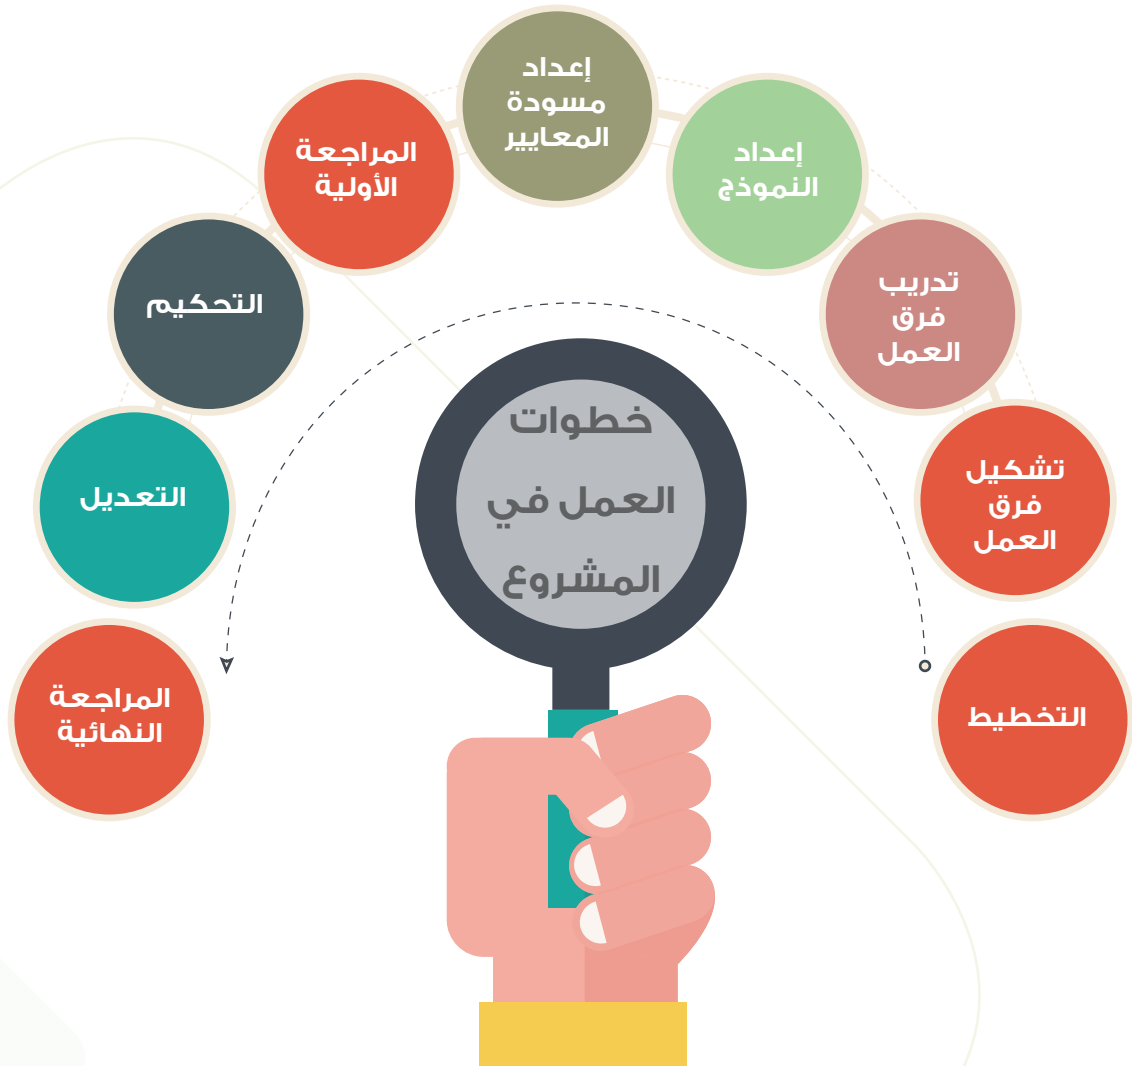 خطوات
العمل في
المشروع
التخطيط
تشكيل
فرق
العمل
تدريب
فرق
العمل
إعداد
النموذج
إعداد
مسودة
المعايير
المراجعة
الأولية
التحكيم
التعديل
المراجعة
النهائية